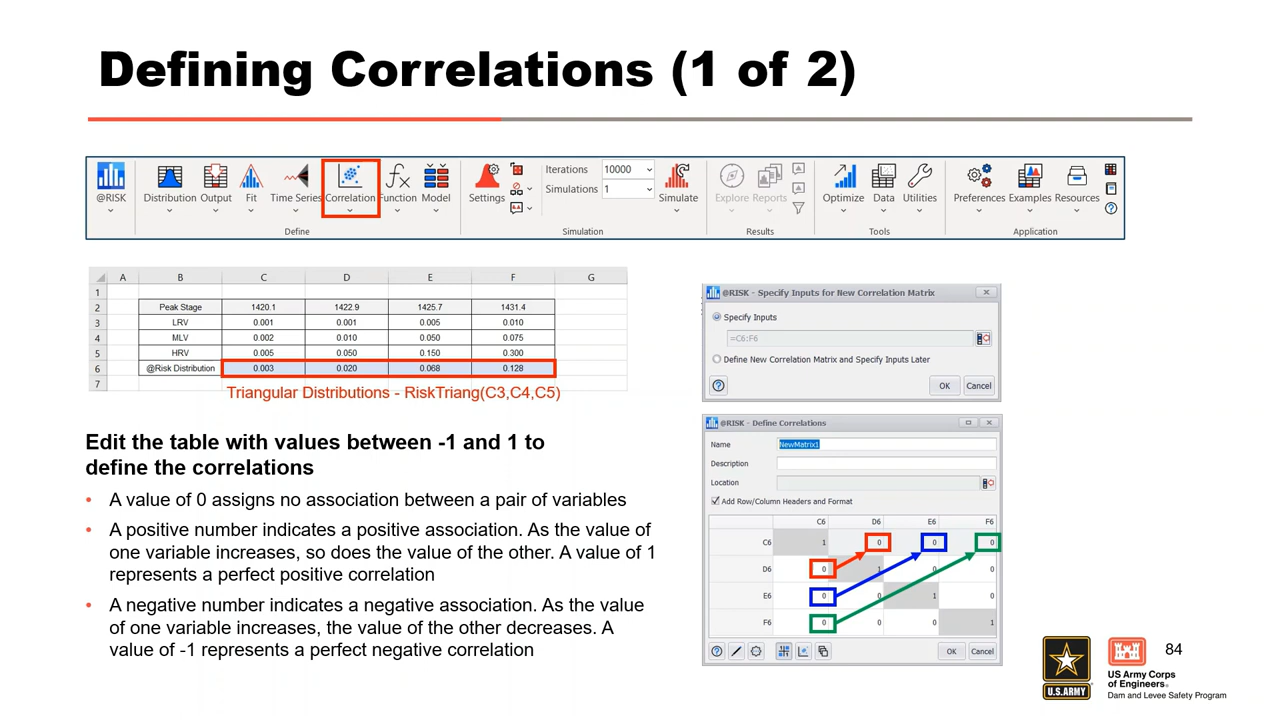 Defining Correlations (1 of 2)
@RISK Distribution Output Fit Time Series Correlation Function Model Settings Iterations 10000 Simulations 1 Simulate Explore Reports Optimize Data Utilities Preferences Examples Resources
Define Simulation Results Tools Application
A B C D E F G
1
2 Peak Stage 1420.1 1422.9 1425.7 1431.4
3 LRV 0.001 0.001 0.005 0.010
4 MLV 0.002 0.010 0.050 0.075
5 HRV 0.005 0.050 0.150 0.300
6 @Risk Distribution 0.003 0.020 0.068 0.128
7
Triangular Distributions - RiskTriang(C3,C4,C5)
Edit the table with values between -1 and 1 to
define the correlations
• A value of 0 assigns no association between a pair of variables
• A positive number indicates a positive association. As the value of
one variable increases, so does the value of the other. A value of 1
represents a perfect positive correlation
• A negative number indicates a negative association. As the value
of one variable increases, the value of the other decreases. A
value of -1 represents a perfect negative correlation
@RISK - Specify Inputs for New Correlation Matrix
Specify Inputs
=C6:F6
Define New Correlation Matrix and Specify Inputs Later
OK Cancel
@RISK - Define Correlations
Name NewMatrix1
Description
Location
Add Row/Column Headers and Format
C6 D6 E6 F6
C6 1 0 0 0
D6 0 1 0 0
E6 0 0 1 0
F6 0 0 0 1
OK Cancel
U.S.ARMY
US Army Corps
of Engineers®
Dam and Levee Safety Program
84